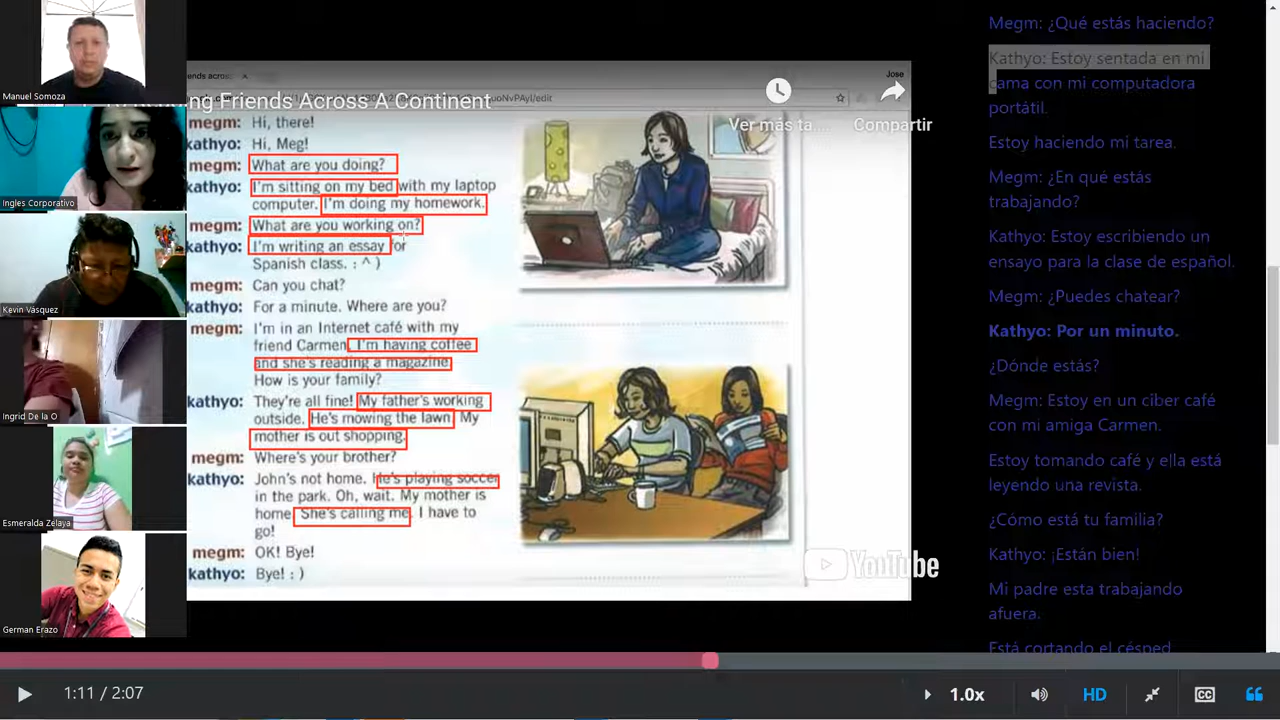 Manuel Somoza
Ingles Corporativo
Kevin Vásquez
Ingrid De la O
Esmeralda Zelaya
German Erazo
Jose
ng Friends Across A Continent
uoNvPAyl/edit
Ver más ta...
Compartir
megm: Hi, there!
kathyo: Hi, Meg!
megm: What are you doing?
kathyo: I'm sitting on my bed with my laptop
computer. I'm doing my homework.
megm: What are you working on?
kathyo: I'm writing an essay for
Spanish class. : ^ )
megm: Can you chat?
kathyo: For a minute. Where are you?
megm: I'm in an Internet café with my
friend Carmen. I'm having coffee
and she's reading a magazine.
How is your family?
kathyo: They're all fine! My father's working
outside. He's mowing the lawn. My
mother is out shopping.
megm: Where's your brother?
kathyo: John's not home. He's playing soccer
in the park. Oh, wait. My mother is
home. She's calling me. I have to
go!
megm: OK! Bye!
kathyo: Bye! : )
YouTube
Megm: ¿Qué estás haciendo?
Kathyo: Estoy sentada en mi
cama con mi computadora
portátil.
Estoy haciendo mi tarea.
Megm: ¿En qué estás
trabajando?
Kathyo: Estoy escribiendo un
ensayo para la clase de español.
Megm: ¿Puedes chatear?
Kathyo: Por un minuto.
¿Dónde estás?
Megm: Estoy en un ciber café
con mi amiga Carmen.
Estoy tomando café y ella está
leyendo una revista.
¿Cómo está tu familia?
Kathyo: ¡Están bien!
Mi padre esta trabajando
afuera.
Está cortando el césped
1:11 / 2:07
1.0x
HD
CC